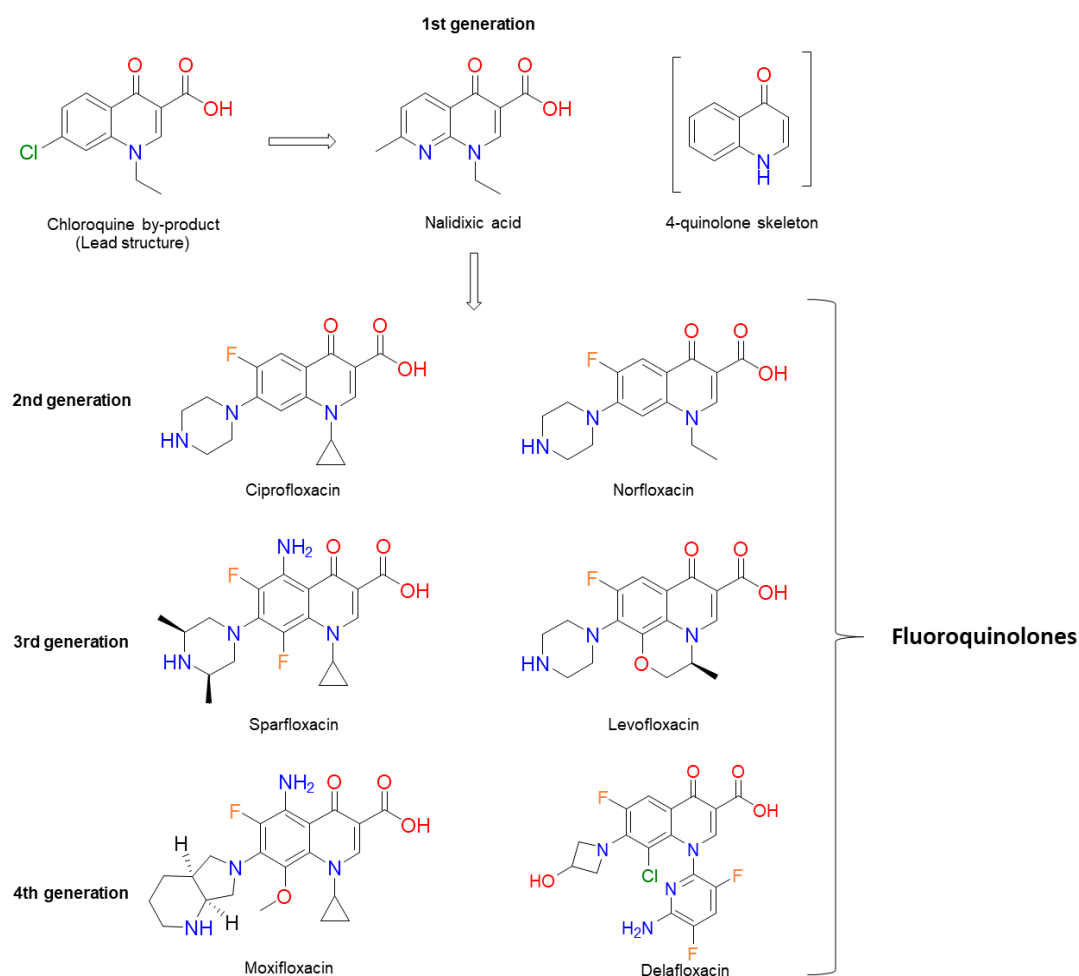 1st generation
O O
OH
Cl
N
Chloroquine by-product
(Lead structure)
O O
OH
N N
Nalidixic acid
O
N
H
4-quinolone skeleton
2nd generation
O O
F
OH
N
HN
N
Ciprofloxacin
O O
F
OH
N
HN
N
Norfloxacin
3rd generation
NH2 O O
F
OH
N
N
HN
F
Sparfloxacin
O O
F
OH
N
N
HN
O
Levofloxacin
Fluoroquinolones
4th generation
NH2 O O
F
OH
H
N
N
O
H
NH
Moxifloxacin
O O
F
OH
N
N
HO
Cl
N
F
H2N
F
Delafloxacin